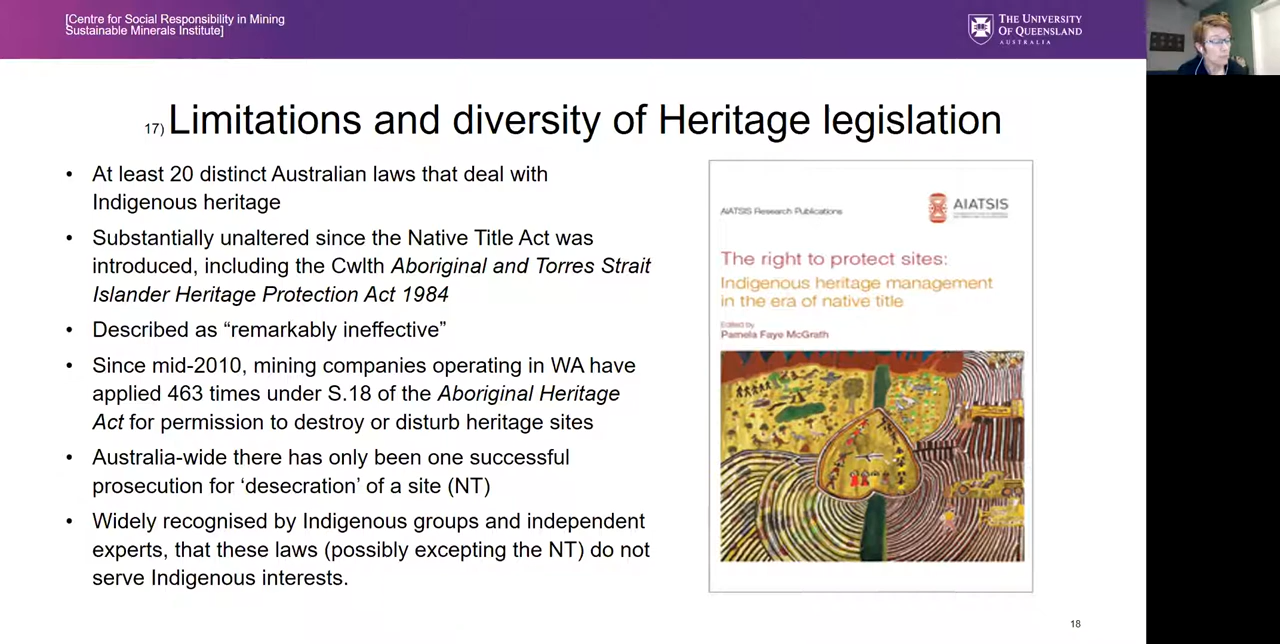 [Centre for Social Responsibility in Mining
Sustainable Minerals Institute]
THE UNIVERSITY
OF QUEENSLAND
AUSTRALIA
17) Limitations and diversity of Heritage legislation
• At least 20 distinct Australian laws that deal with
Indigenous heritage
• Substantially unaltered since the Native Title Act was
introduced, including the Cwlth Aboriginal and Torres Strait
Islander Heritage Protection Act 1984
• Described as “remarkably ineffective”
• Since mid-2010, mining companies operating in WA have
applied 463 times under S.18 of the Aboriginal Heritage
Act for permission to destroy or disturb heritage sites
• Australia-wide there has only been one successful
prosecution for ‘desecration’ of a site (NT)
• Widely recognised by Indigenous groups and independent
experts, that these laws (possibly excepting the NT) do not
serve Indigenous interests.
AIATSIS Research Publications
AIATSIS
The right to protect sites:
Indigenous heritage management
in the era of native title
Edited by
Pamela Faye McGrath
18